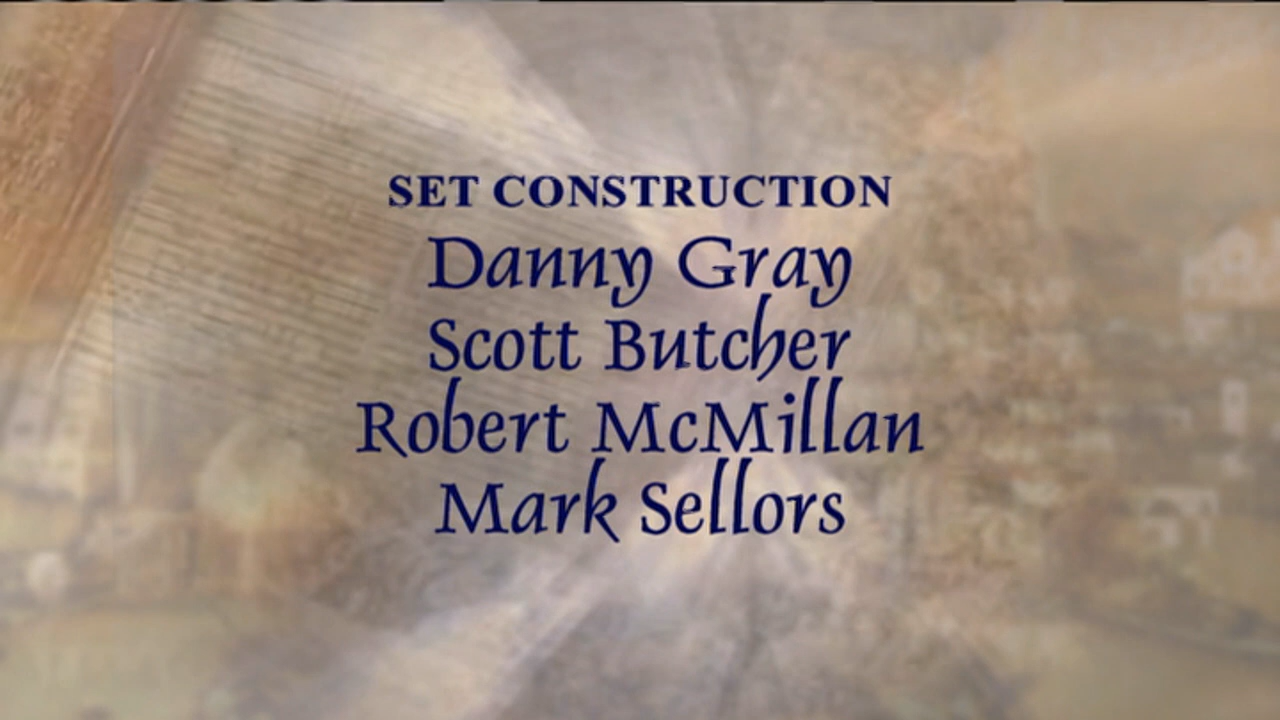 SET CONSTRUCTION
Danny Gray
Scott Butcher
Robert McMillan
Mark Sellors